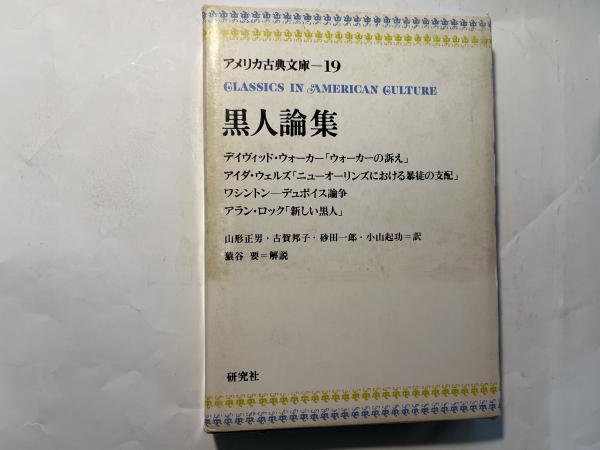 アメリカ古典文庫—19
CLASSICS IN AMERICAN CULTURE
黒人論集
デイヴィッド・ウォーカー「ウォーカーの訴え」
アイダ・ウェルズ「ニューオーリンズにおける暴徒の支配」
ワシントン—デュボイス論争
アラン・ロック「新しい黒人」
山形正男・古賀邦子・砂田一郎・小山起功=訳
猿谷 要=解説
研究社